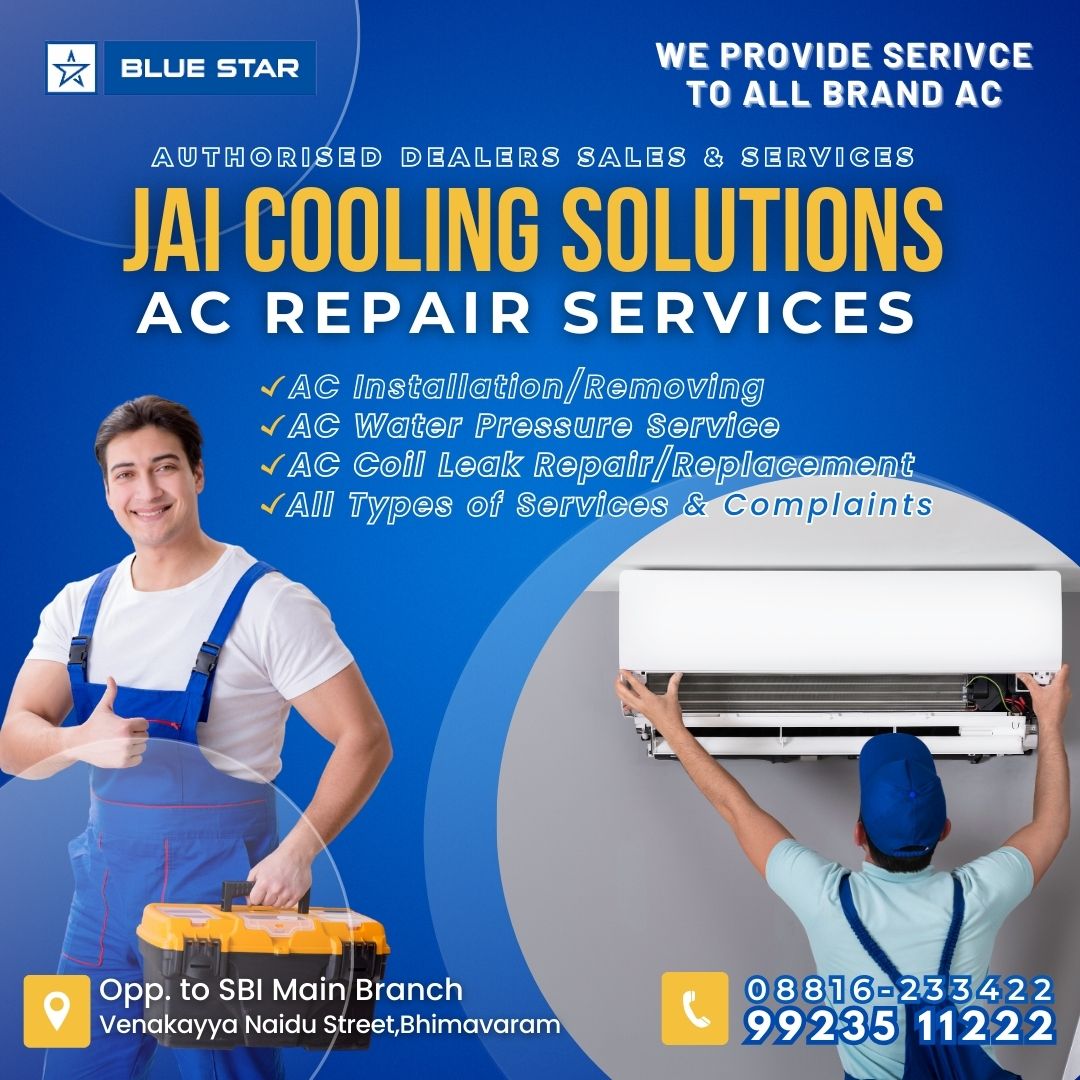 BLUE STAR
WE PROVIDE SERIVCE
TO ALL BRAND AC
AUTHORISED DEALERS SALES & SERVICES
JAI COOLING SOLUTIONS
AC REPAIR SERVICES
✓AC Installation/Removing
✓AC Water Pressure Service
✓AC Coil Leak Repair/Replacement
✓All Types of Services & Complaints
Opp. to SBI Main Branch
Venakayya Naidu Street,Bhimavaram
08816-233422
99235 11222